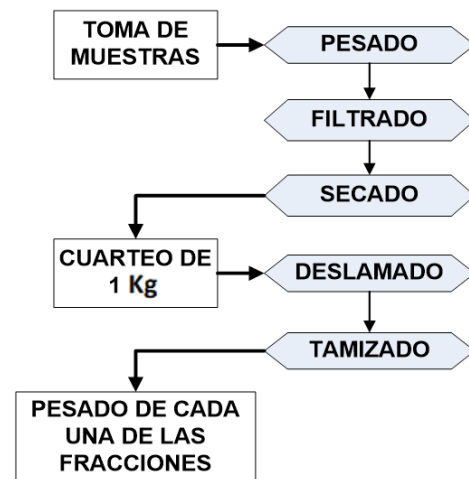 TOMA DE
MUESTRAS
PESADO
FILTRADO
SECADO
CUARTEO DE
1 Kg
DESLAMADO
TAMIZADO
PESADO DE CADA
UNA DE LAS
FRACCIONES